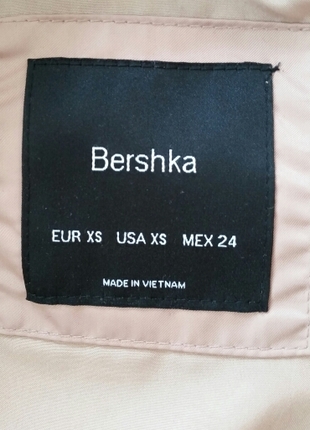 Bershka
EUR XS USA XS MEX 24
MADE IN VIETNAM